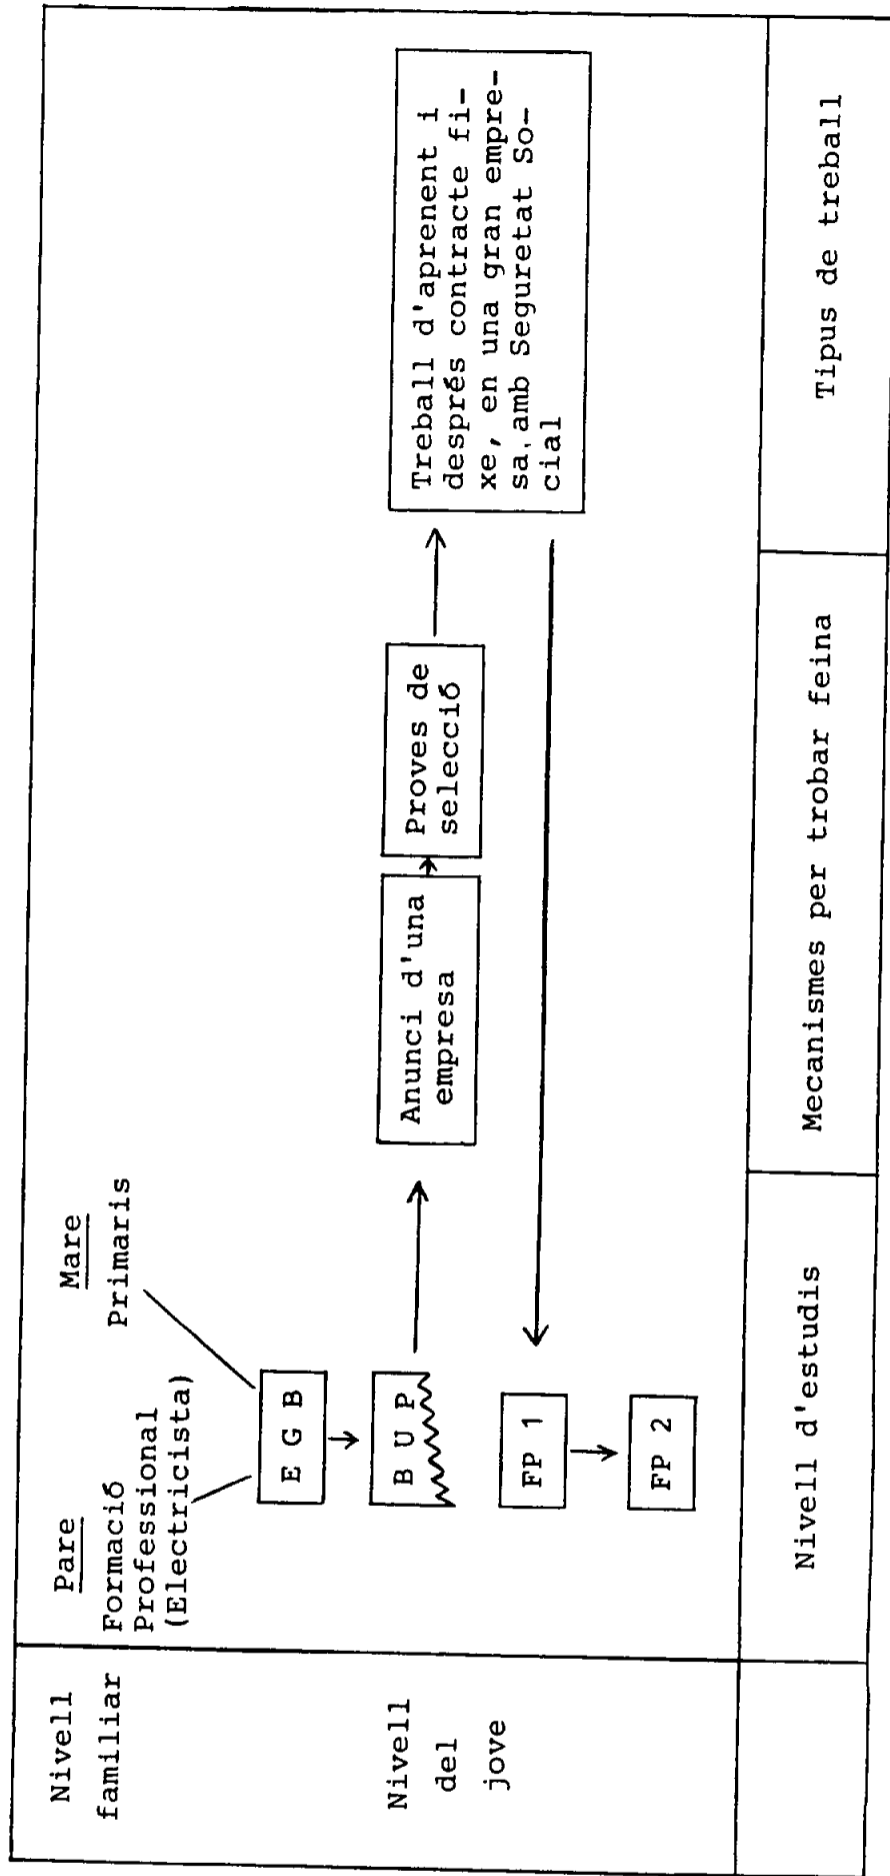 Nivell
familiar
Pare
Formació
Professional
(Electricista)
Mare
Primaris
Nivell
del
jove
E G B
B U P
FP 1
FP 2
Anunci d'una
empresa
Proves de
selecció
Treball d'aprenent i
després contracte fi-
xe, en una gran empre-
sa, amb Seguretat So-
cial
Nivell d'estudis
Mecanismes per trobar feina
Tipus de treball